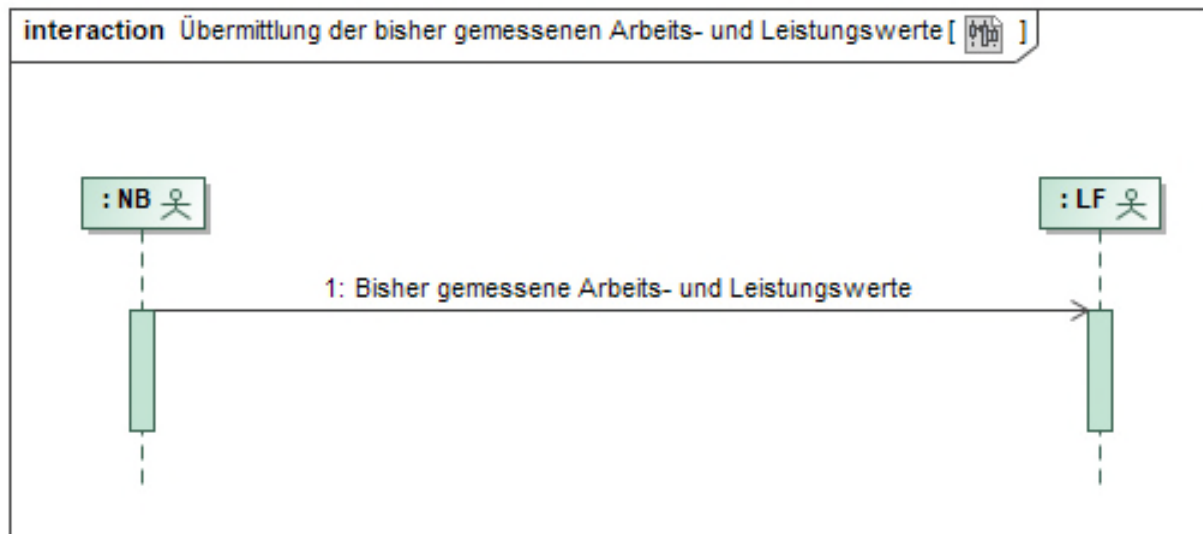 interaction Übermittlung der bisher gemessenen Arbeits- und Leistungswerte [ ]
: NB
: LF
1: Bisher gemessene Arbeits- und Leistungswerte